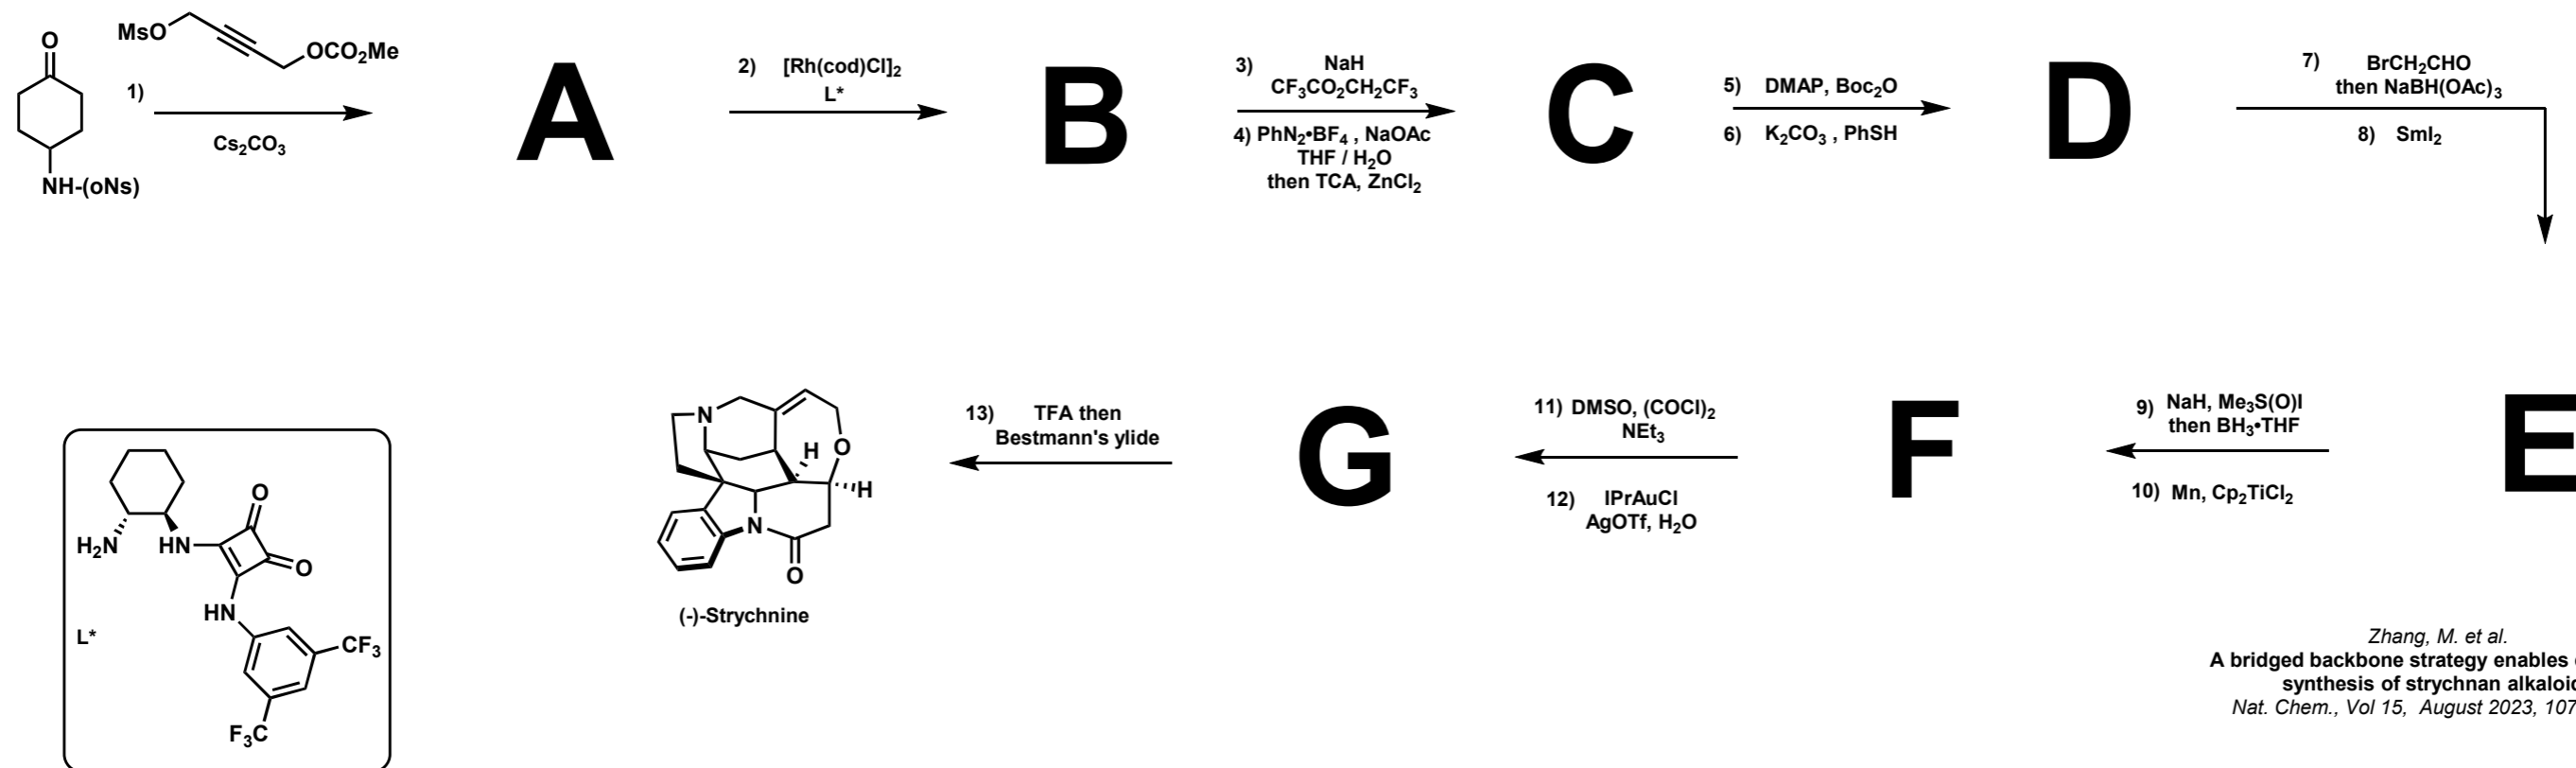 O
MsO
OCO2Me
1)
Cs2CO3
NH-(oNs)
A
2) [Rh(cod)Cl]2
L*
B
3) NaH
CF3CO2CH2CF3
4) PhN2•BF4 , NaOAc
THF / H2O
then TCA, ZnCl2
C
5) DMAP, Boc2O
6) K2CO3 , PhSH
D
7) BrCH2CHO
then NaBH(OAc)3
8) SmI2
E
9) NaH, Me3S(O)I
then BH3•THF
10) Mn, Cp2TiCl2
F
11) DMSO, (COCl)2
NEt3
12) IPrAuCl
AgOTf, H2O
G
13) TFA then
Bestmann's ylide
N
H
O
H
N
O
(-)-Strychnine
O
H2N
HN
O
HN
L*
CF3
F3C
Zhang, M. et al.
A bridged backbone strategy enables
synthesis of strychnan alkaloid
Nat. Chem., Vol 15, August 2023, 107